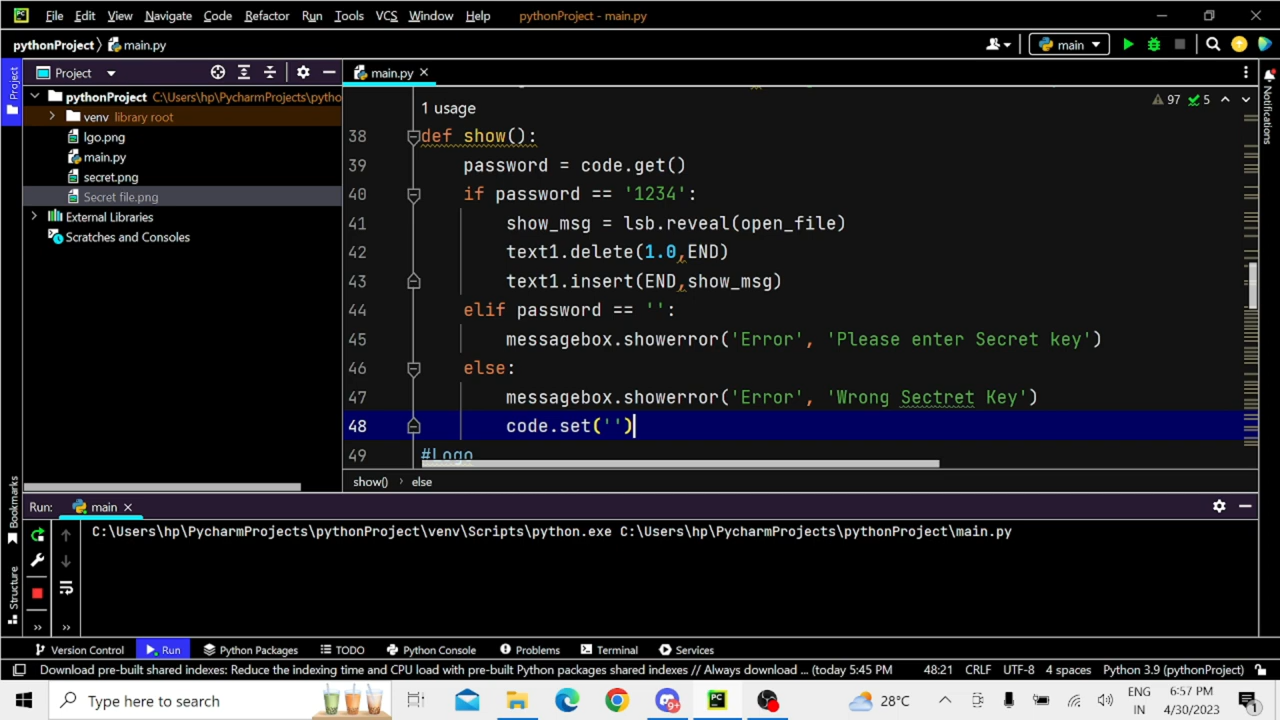 File Edit View Navigate Code Refactor Run Tools VCS Window Help pythonProject - main.py
pythonProject main.py main
Project
Project
main.py
Notifications
pythonProject C:\Users\hp\PycharmProjects\pytho
venv library root
lgo.png
main.py
secret.png
Secret file.png
External Libraries
Scratches and Consoles
97 5
1 usage
38 def show():
39 password = code.get()
40 if password == '1234':
41 show_msg = lsb.reveal(open_file)
42 text1.delete(1.0,END)
43 text1.insert(END,show_msg)
44 elif password == '':
45 messagebox.showerror('Error', 'Please enter Secret key')
46 else:
47 messagebox.showerror('Error', 'Wrong Sectret Key')
48 code.set('')
49 #Logo
show() › else
Bookmarks
Structure
Run: main
C:\Users\hp\PycharmProjects\pythonProject\venv\Scripts\python.exe C:\Users\hp\PycharmProjects\pythonProject\main.py
Version Control Run Python Packages TODO Python Console Problems Terminal Services
Download pre-built shared indexes: Reduce the indexing time and CPU load with pre-built Python packages shared indexes // Always download ... (today 5:45 PM 48:21 CRLF UTF-8 4 spaces Python 3.9 (pythonProject)
Type here to search 9+ PC 28°C ENG 6:57 PM
IN 4/30/2023 1